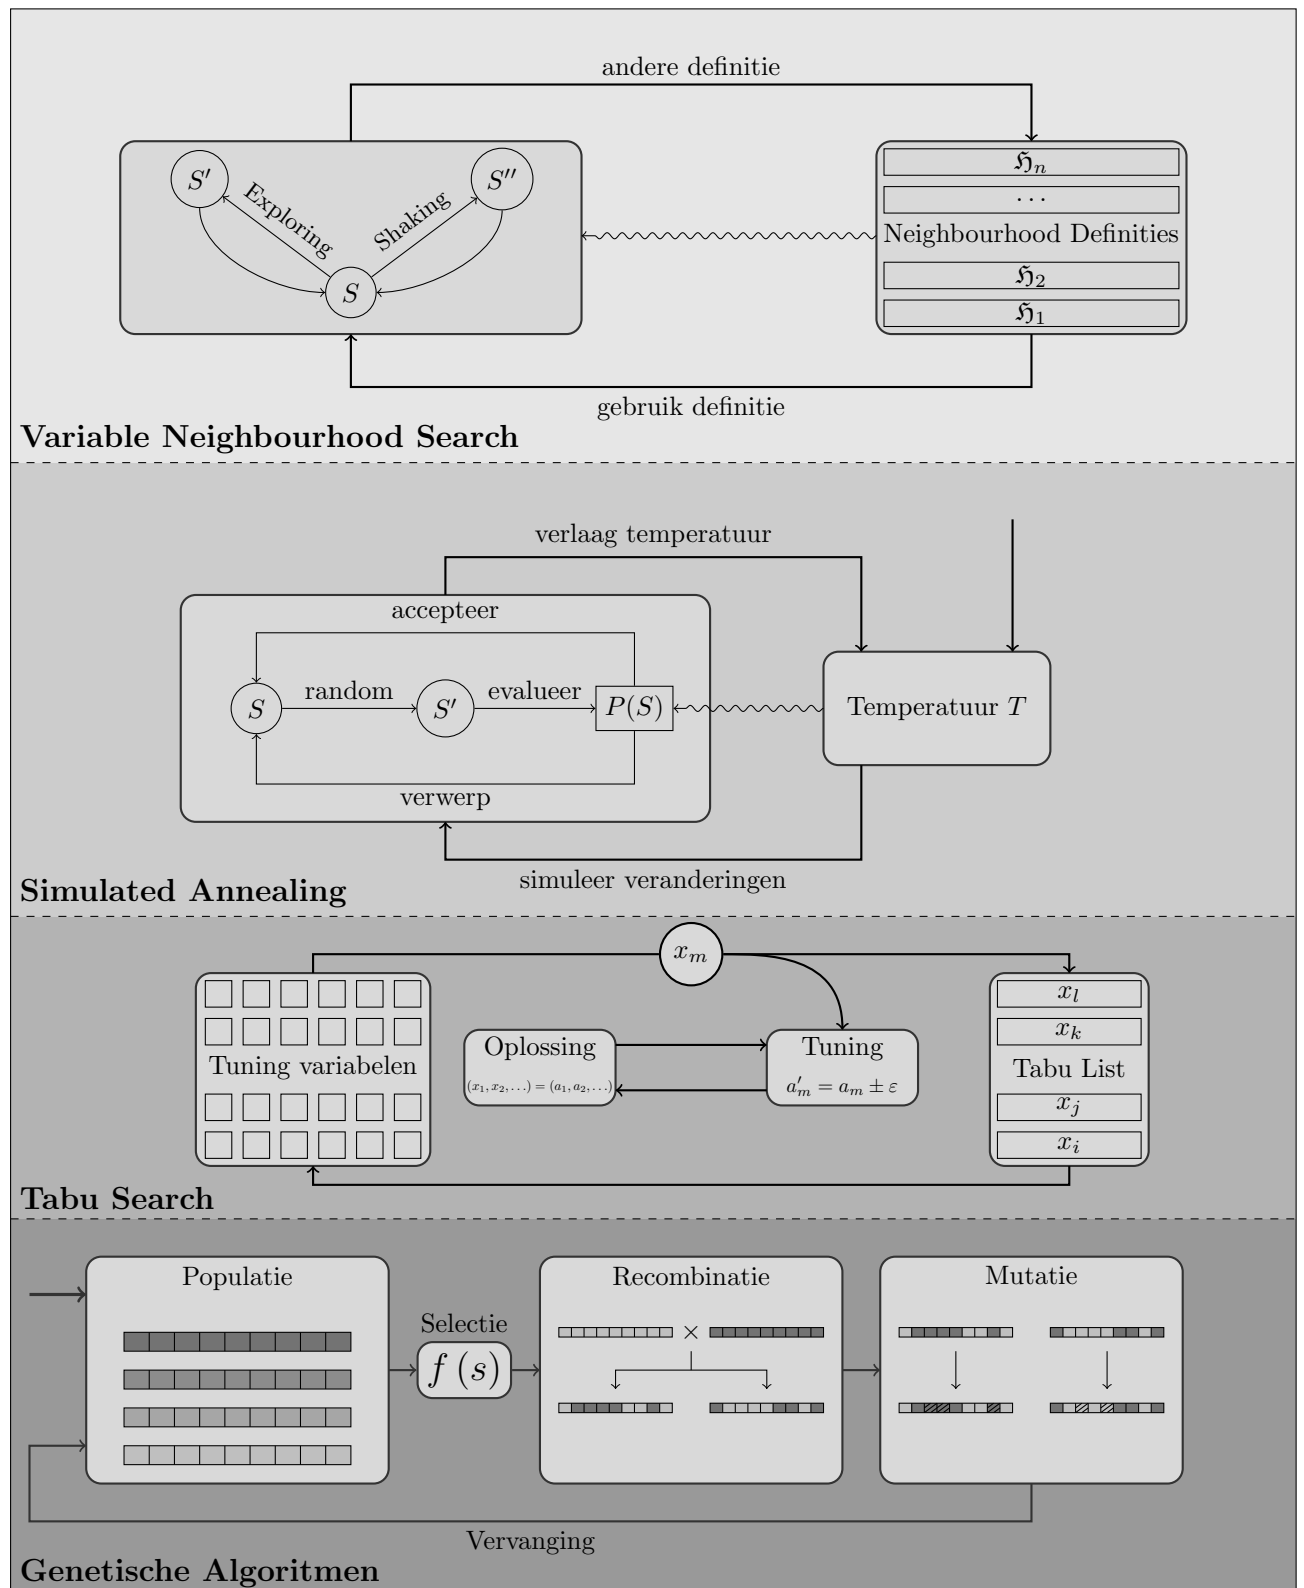 andere definitie
S′
Exploring
Shaking
S′′
S
ℌn
...
Neighbourhood Definities
ℌ2
ℌ1
gebruik definitie
Variable Neighbourhood Search
verlaag temperatuur
accepteer
S
random
S′
evalueer
P(S)
Temperatuur T
verwerp
simuleer veranderingen
Simulated Annealing
xm
Tuning variabelen
Oplossing
(x1, x2, ...) = (a1, a2, ...)
Tuning
a′m = am ± ε
xl
xk
Tabu List
xj
xi
Tabu Search
Populatie
Selectie
f (s)
Recombinatie
×
Mutatie
Vervanging
Genetische Algoritmen